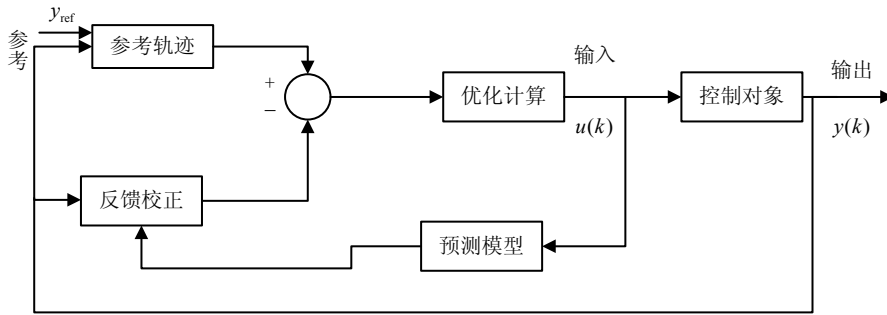 y_ref
参考
参考轨迹
+
−
优化计算
输入
u(k)
控制对象
输出
y(k)
反馈校正
预测模型